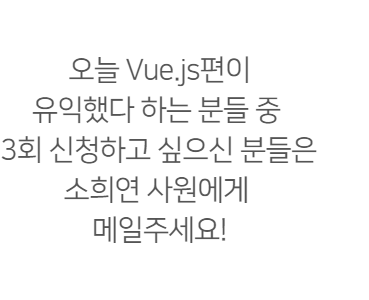 오늘 Vue.js편이
유익했다 하는 분들 중
3회 신청하고 싶으신 분들은
소희연 사원에게
메일주세요!